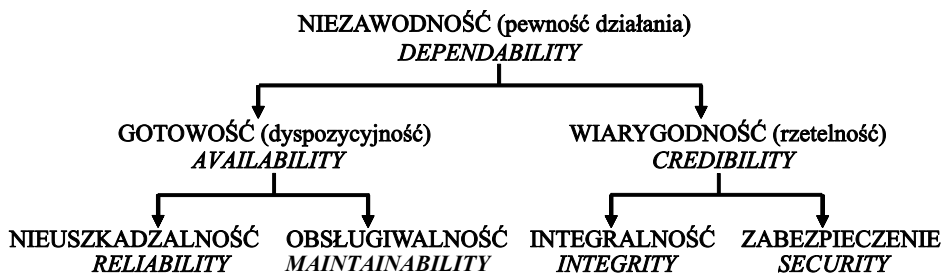 NIEZAWODNOŚĆ (pewność działania)
DEPENDABILITY
GOTOWOŚĆ (dyspozycyjność)
AVAILABILITY
WIARYGODNOŚĆ (rzetelność)
CREDIBILITY
NIEUSZKADZALNOŚĆ
RELIABILITY
OBSŁUGIWALNOŚĆ
MAINTAINABILITY
INTEGRALNOŚĆ
INTEGRITY
ZABEZPIECZENIE
SECURITY